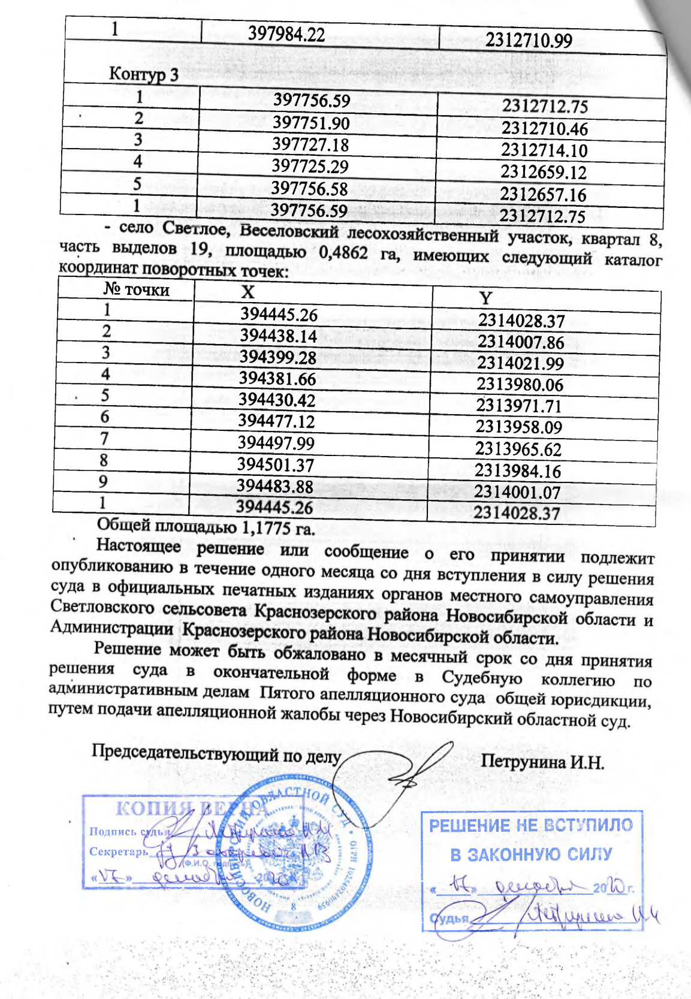 1 397984.22 2312710.99
Контур 3
1 397756.59 2312712.75
2 397751.90 2312710.46
3 397727.18 2312714.10
4 397725.29 2312659.12
5 397756.58 2312657.16
1 397756.59 2312712.75
- село Светлое, Веселовский лесохозяйственный участок, квартал 8,
часть выделов 19, площадью 0,4862 га, имеющих следующий каталог
координат поворотных точек:
№ точки X Y
1 394445.26 2314028.37
2 394438.14 2314007.86
3 394399.28 2314021.99
4 394381.66 2313980.06
5 394430.42 2313971.71
6 394477.12 2313958.09
7 394497.99 2313965.62
8 394501.37 2313984.16
9 394483.88 2314001.07
1 394445.26 2314028.37
Общей площадью 1,1775 га.
Настоящее решение или сообщение о его принятии подлежит
опубликованию в течение одного месяца со дня вступления в силу решения
суда в официальных печатных изданиях органов местного самоуправления
Светловского сельсовета Краснозерского района Новосибирской области и
Администрации Краснозерского района Новосибирской области.
Решение может быть обжаловано в месячный срок со дня принятия
решения суда в окончательной форме в Судебную коллегию по
административным делам Пятого апелляционного суда общей юрисдикции,
путем подачи апелляционной жалобы через Новосибирский областной суд.
Председательствующий по делу Петрунина И.Н.
КОПИЯ ВЕРНА
Подпись судьи Петрунина И.Н
Секретарь
(Ф.И.О.
«17» декабря 2020
НОВОСИБИРСКИЙ ОБЛАСТНОЙ СУД • ОГРН 1025402490959
8
РЕШЕНИЕ НЕ ВСТУПИЛО
В ЗАКОННУЮ СИЛУ
«17» декабря 2020 г.
Судья Петрунина И.Н